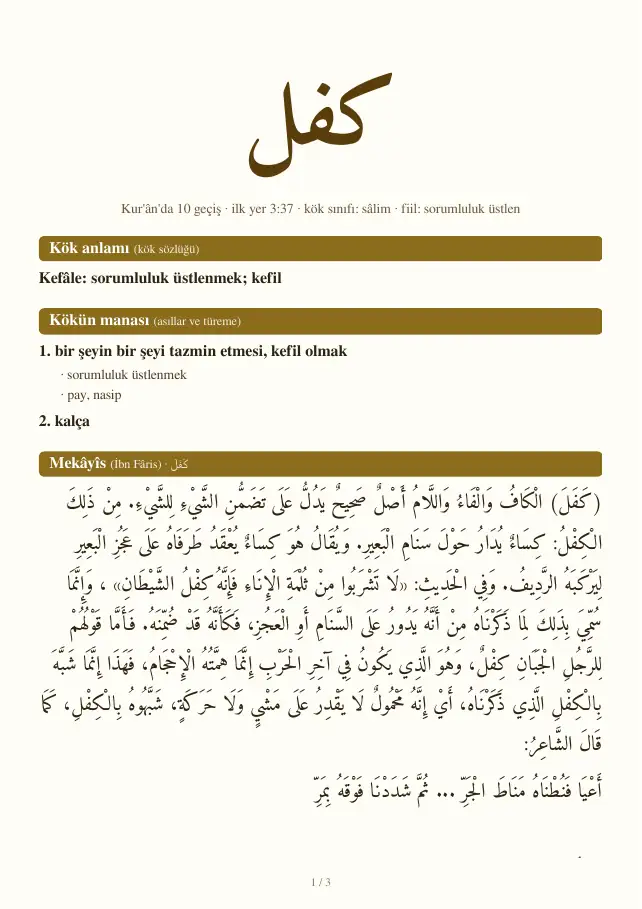 كفل
Kur'ân'da 10 geçiş · ilk yer 3:37 · kök sınıfı: sâlim · fiil: sorumluluk üstlen
Kök anlamı (kök sözlüğü)
Kefâle: sorumluluk üstlenmek; kefil
Kökün manası (asıllar ve türeme)
1. bir şeyin bir şeyi tazmin etmesi, kefil olmak
· sorumluluk üstlenmek
· pay, nasip
2. kalça
Mekâyîs (İbn Fâris) · كَفَلَ
(كَفَلَ) الْكَافُ وَالْفَاءُ وَاللَّامُ أَصْلٌ صَحِيحٌ يَدُلُّ عَلَى تَضَمُّنِ الشَّيْءِ لِلشَّيْءِ. مِنْ ذَلِكَ
الْكِفْلُ: كِسَاءٌ يُدَارُ حَوْلَ سَنَامِ الْبَعِيرِ. وَيُقَالُ هُوَ كِسَاءٌ يُعْقَدُ طَرَفَاهُ عَلَى عَجُزِ الْبَعِيرِ
لِيَرْكَبَهُ الرَّدِيفُ. وَفِي الْحَدِيثِ: «لَا تَشْرَبُوا مِنْ ثُلْمَةِ الْإِنَاءِ فَإِنَّهُ كِفْلُ الشَّيْطَانِ» ، وَإِنَّمَا
سُمِّيَ بِذَلِكَ لِمَا ذَكَرْنَاهُ مِنْ أَنَّهُ يَدُورُ عَلَى السَّنَامِ أَوِ الْعَجُزِ، فَكَأَنَّهُ قَدْ ضُمِّنَهُ. فَأَمَّا قَوْلُهُمْ
لِلرَّجُلِ الْجَبَانِ كِفْلٌ، وَهُوَ الَّذِي يَكُونُ فِي آخِرِ الْحَرْبِ إِنَّمَا هِمَّتُهُ الْإِحْجَامُ، فَهَذَا إِنَّمَا شَبَّهَ
بِالْكِفْلِ الَّذِي ذَكَرْنَاهُ، أَيْ إِنَّهُ مَحْمُولٌ لَا يَقْدِرُ عَلَى مَشْيٍ وَلَا حَرَكَةٍ، شَبَّهُوهُ بِالْكِفْلِ، كَمَا
قَالَ الشَّاعِرُ:
أَعْيَا فَنُطْنَاهُ مَنَاطَ الْجَرِّ ... ثُمَّ شَدَدْنَا فَوْقَهُ بِمَرِّ
1 / 3